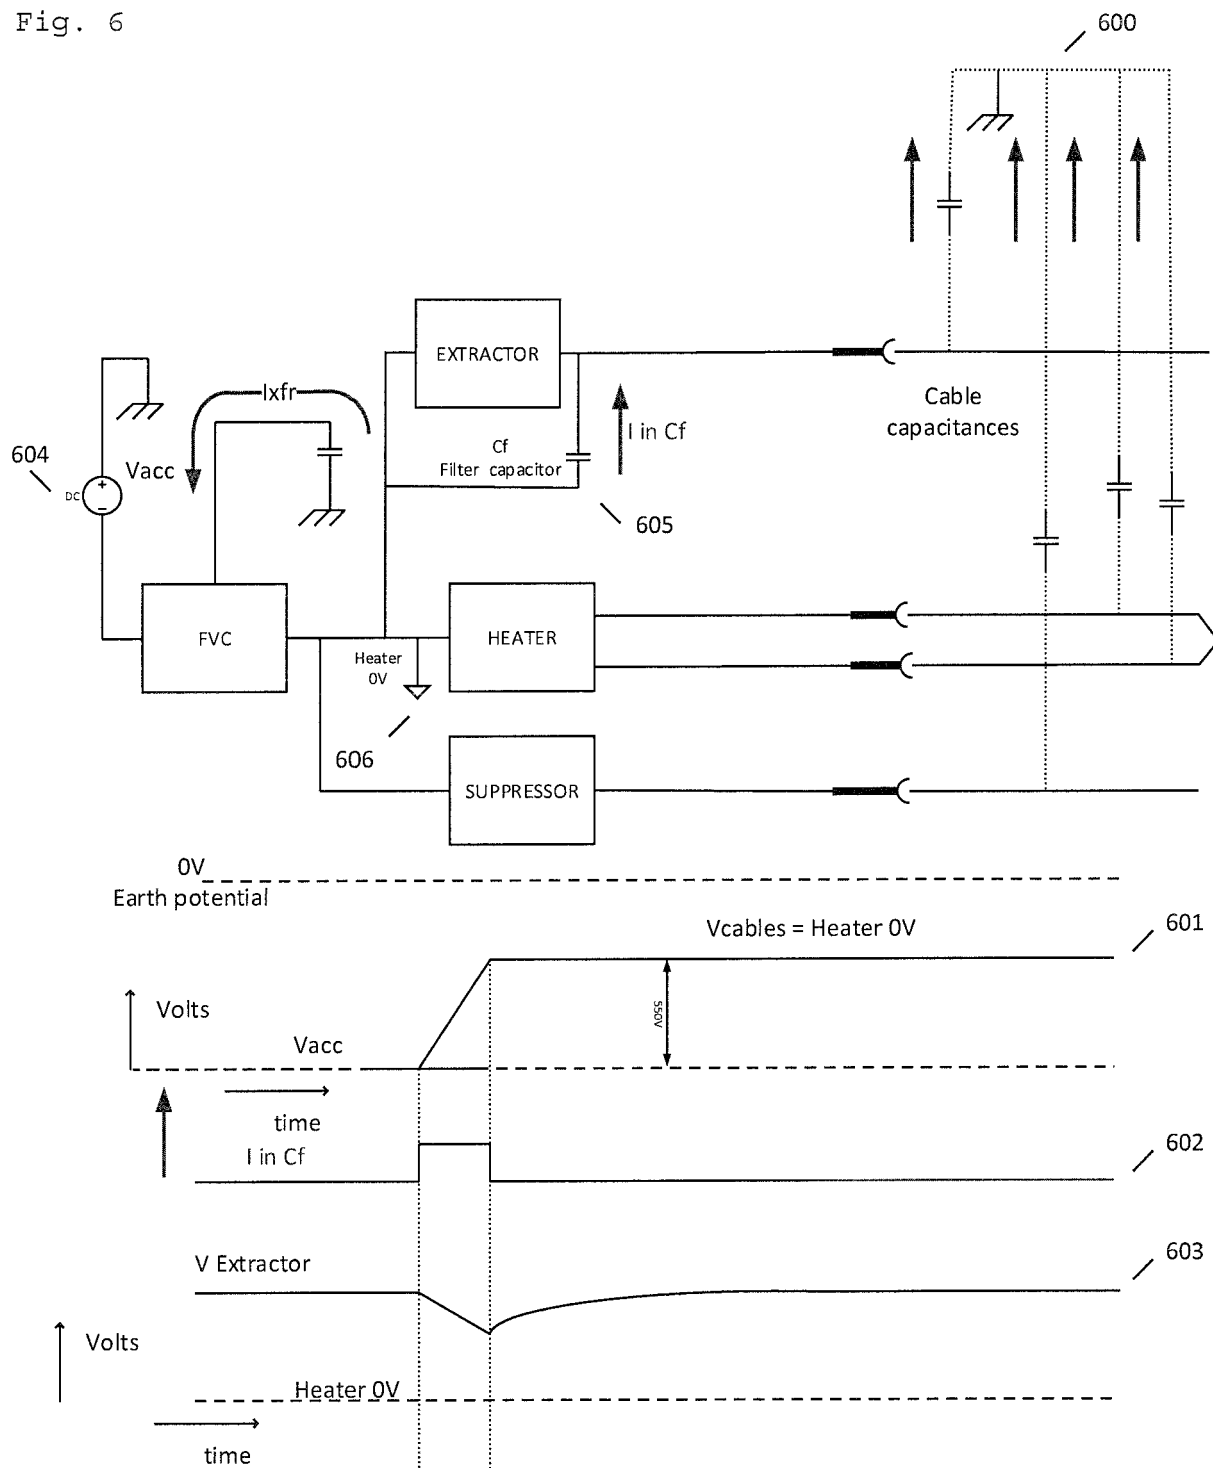 Fig. 6
600
EXTRACTOR
Ixfr
Cable
capacitances
I in Cf
Cf
Filter capacitor
604
Vacc
DC
605
FVC
HEATER
Heater
0V
606
SUPPRESSOR
0V
Earth potential
Vcables = Heater 0V
601
Volts
550V
Vacc
time
I in Cf
602
V Extractor
603
Volts
Heater 0V
time